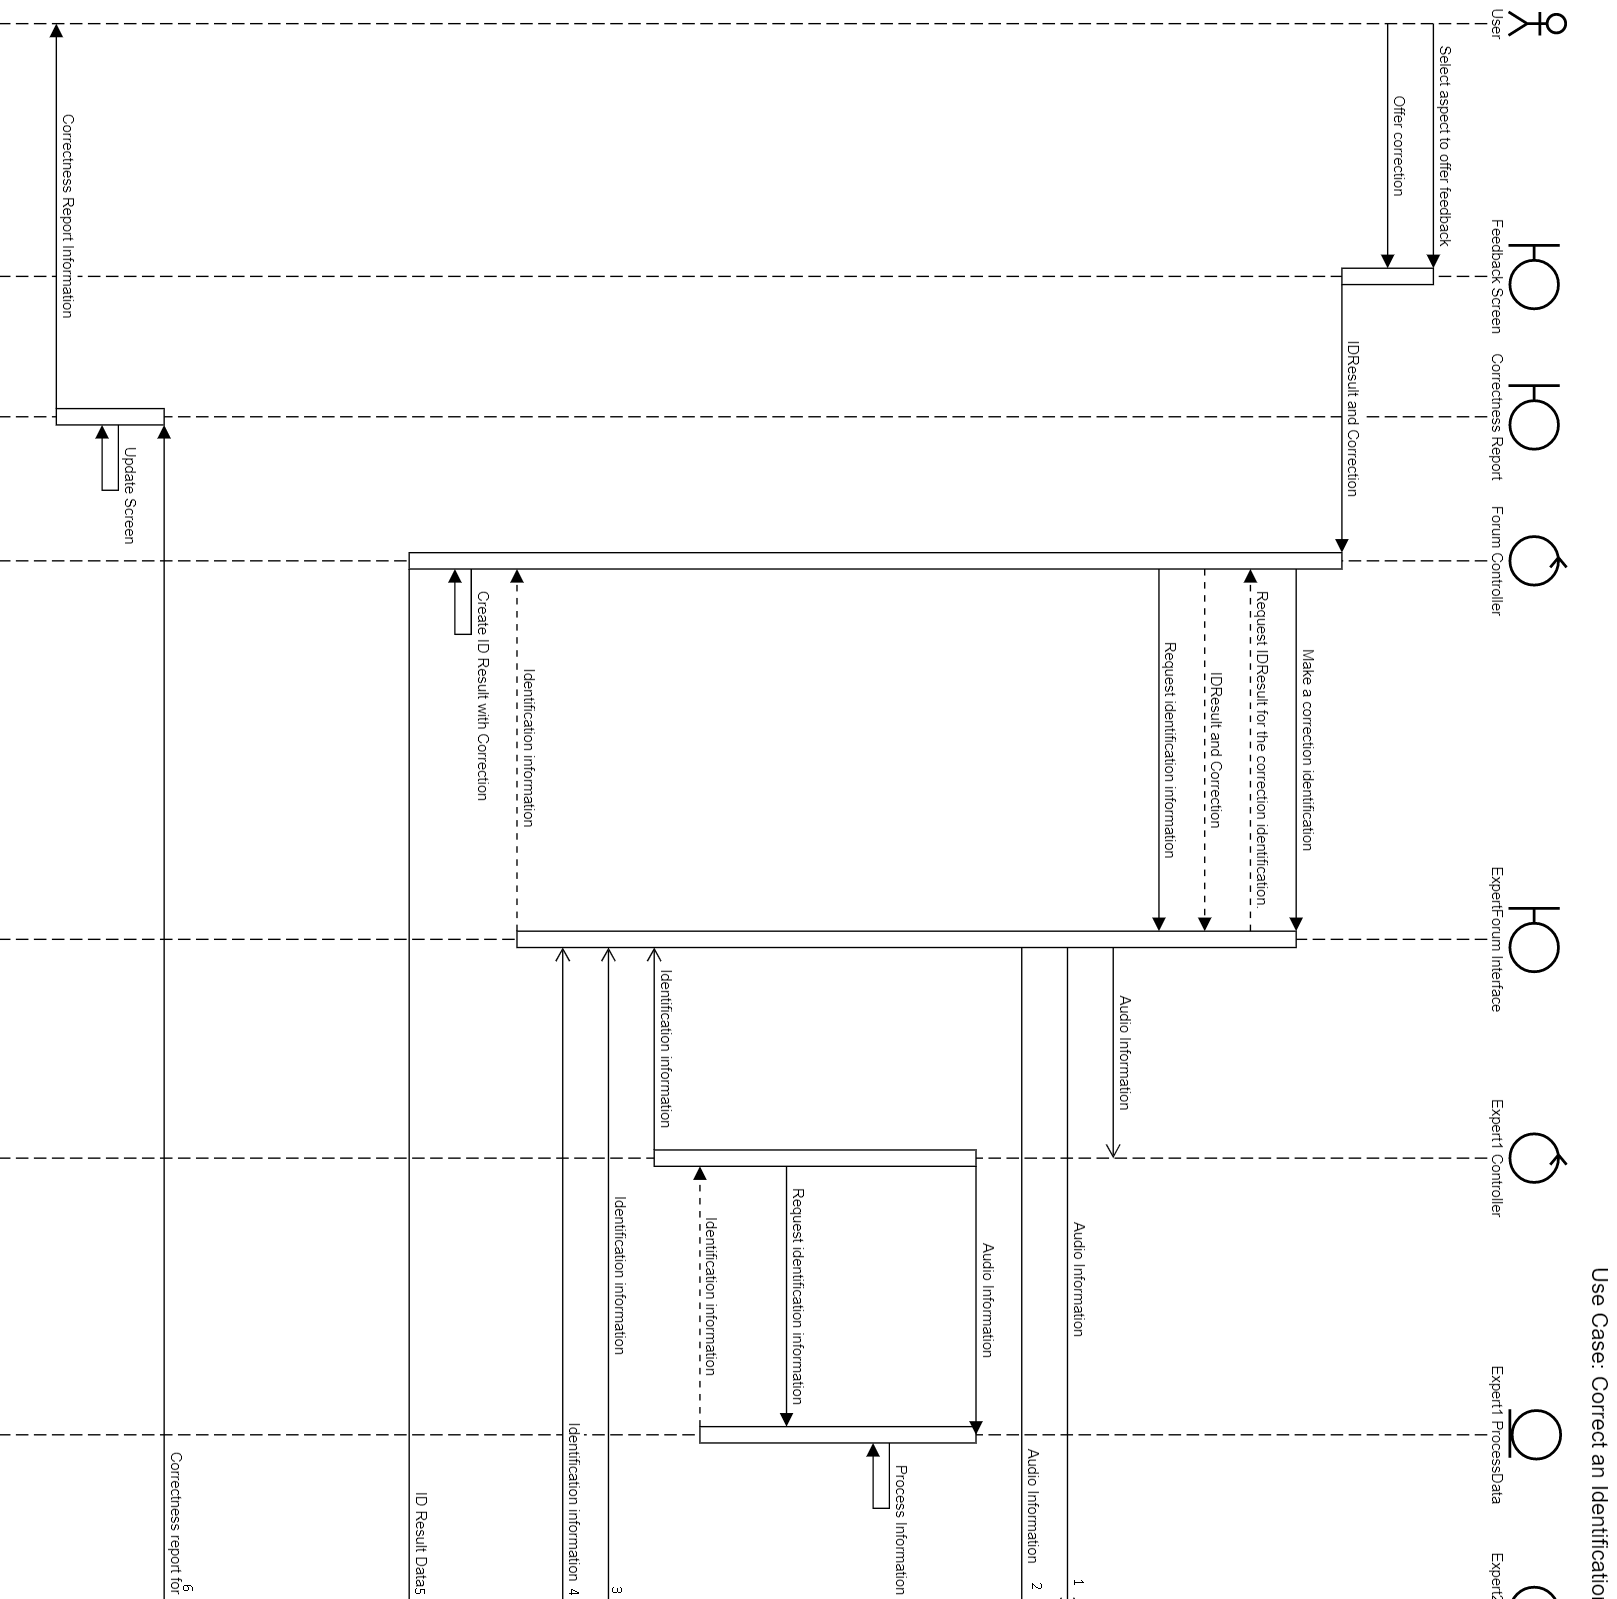 Use Case: Correct an Identification
User
Feedback Screen
Correctness Report
Forum Controller
ExpertForum Interface
Expert1 Controller
Expert1 ProcessData
Expert2
Select aspect to offer feedback
Offer correction
IDResult and Correction
Make a correction identification
Request IDResult for the correction identification.
IDResult and Correction
Request identification information
Audio Information
Audio Information
1
Audio Information
2
Audio Information
Process Information
Request identification information
Identification information
Identification information
Identification information
3
Identification information 4
Identification information
Create ID Result with Correction
ID Result Data5
Correctness report for
6
Update Screen
Correctness Report Information